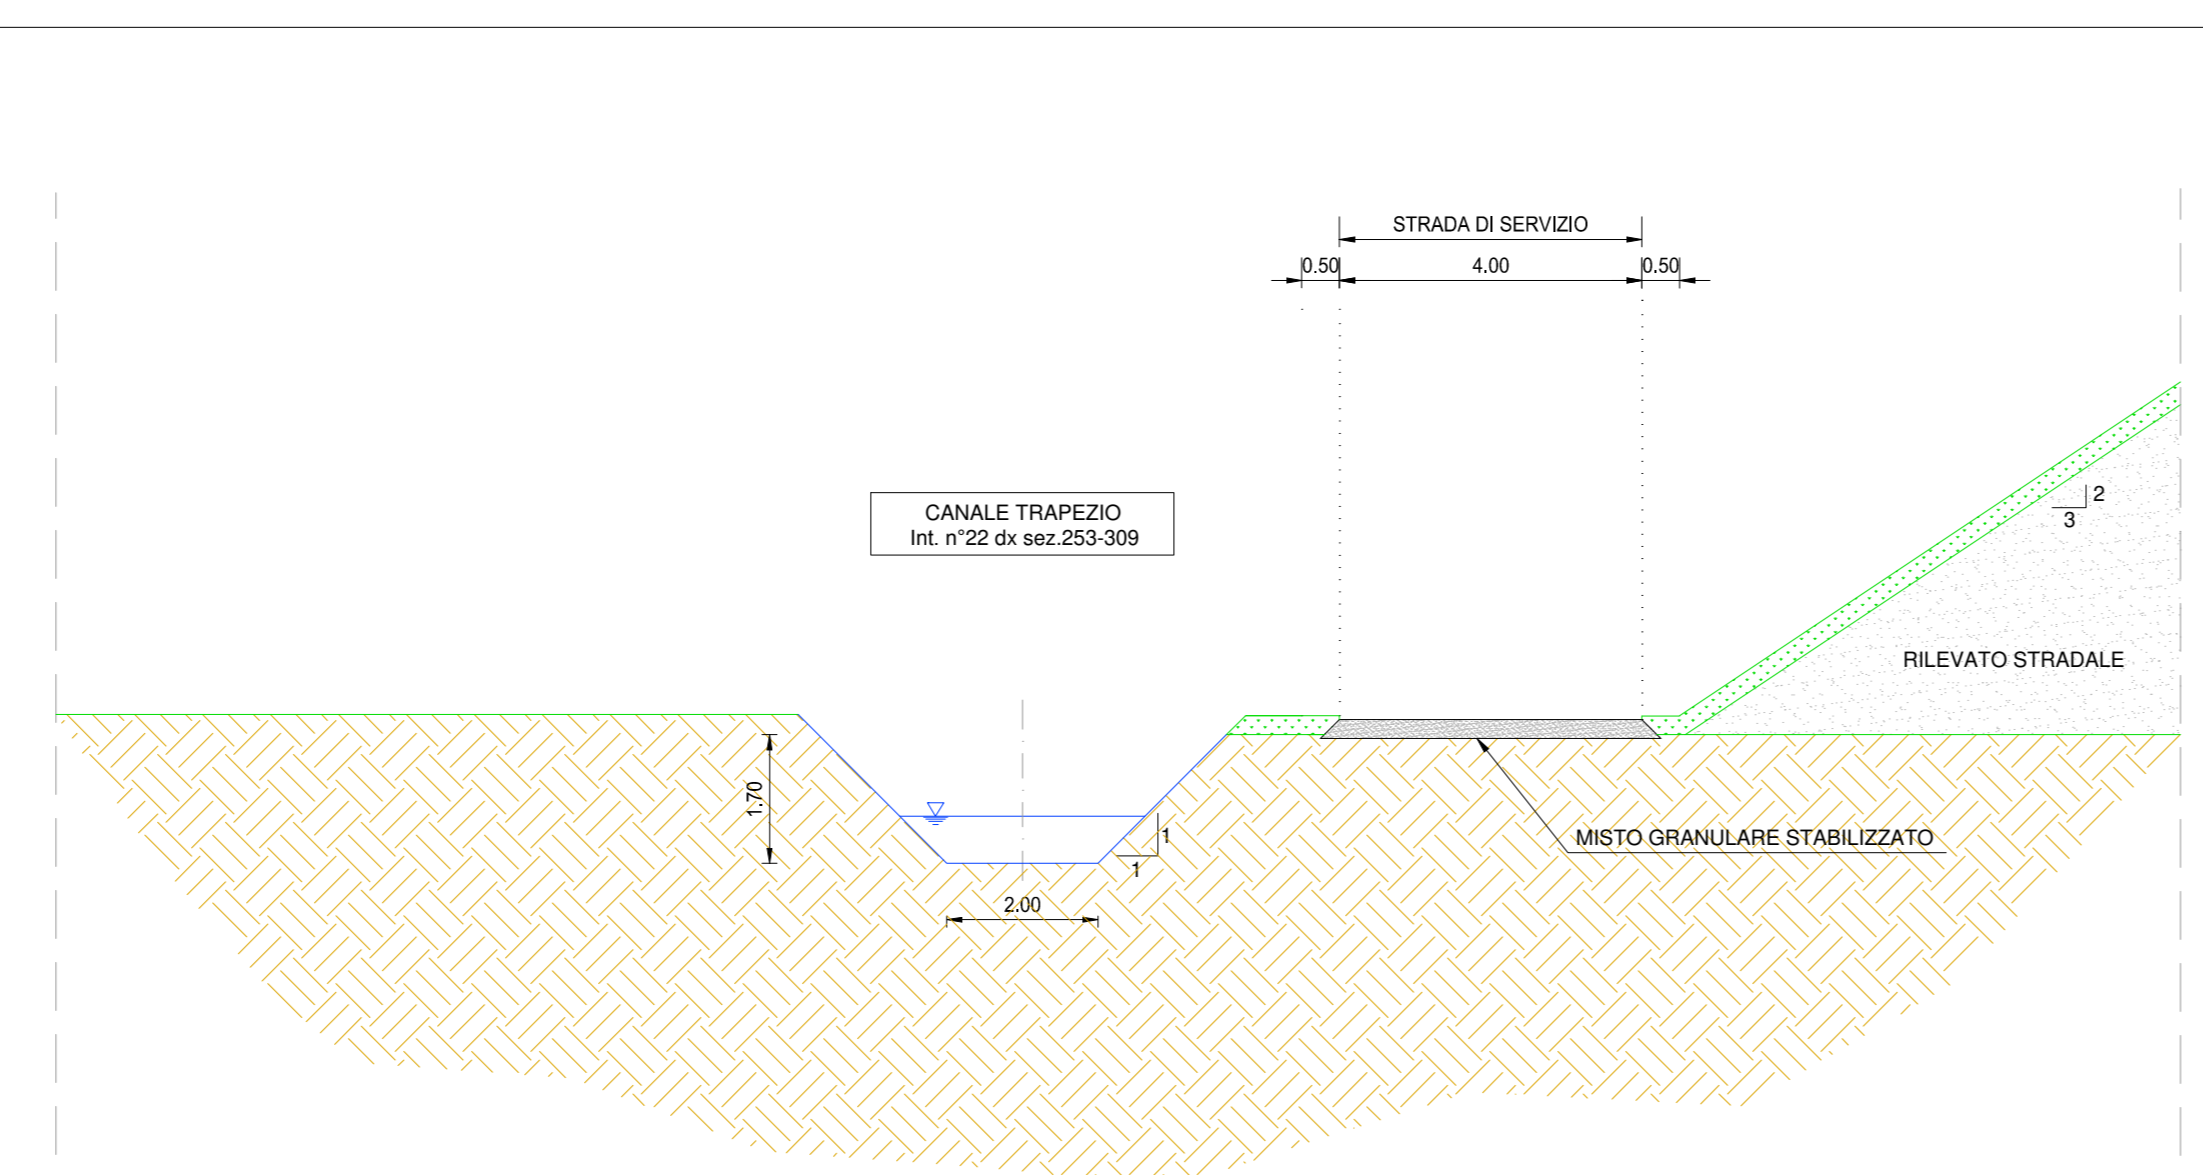 STRADA DI SERVIZIO
0.50 4.00 0.50
CANALE TRAPEZIO
Int. n°22 dx sez.253-309
2
3
RILEVATO STRADALE
1.70
1
1
MISTO GRANULARE STABILIZZATO
2.00